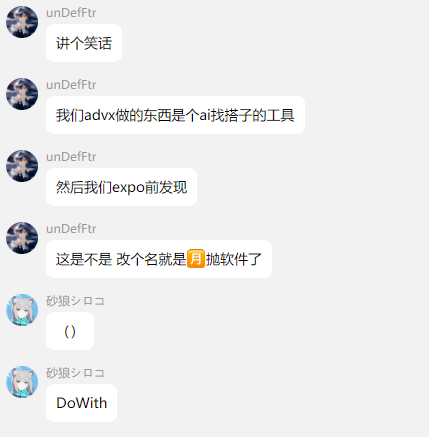 unDefFtr
讲个笑话
unDefFtr
我们advx做的东西是个ai找搭子的工具
unDefFtr
然后我们expo前发现
unDefFtr
这是不是 改个名就是🈷️抛软件了
砂狼シロコ
（）
砂狼シロコ
DoWith